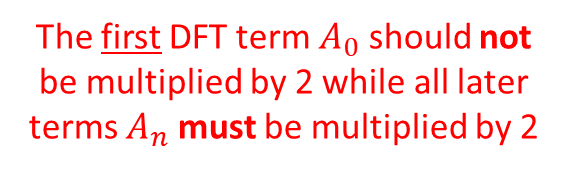 The first DFT term A₀ should not
be multiplied by 2 while all later
terms Aₙ must be multiplied by 2